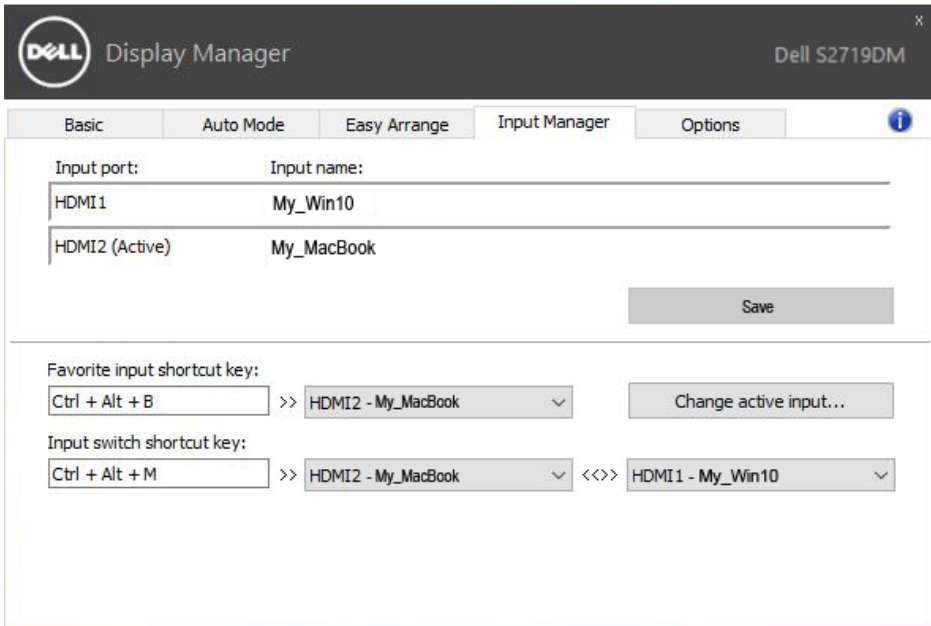 x
DELL Display Manager Dell S2719DM
Basic Auto Mode Easy Arrange Input Manager Options i
Input port: Input name:
HDMI1 My_Win10
HDMI2 (Active) My_MacBook
Save
Favorite input shortcut key:
Ctrl + Alt + B >> HDMI2 - My_MacBook Change active input...
Input switch shortcut key:
Ctrl + Alt + M >> HDMI2 - My_MacBook <<>> HDMI1 - My_Win10